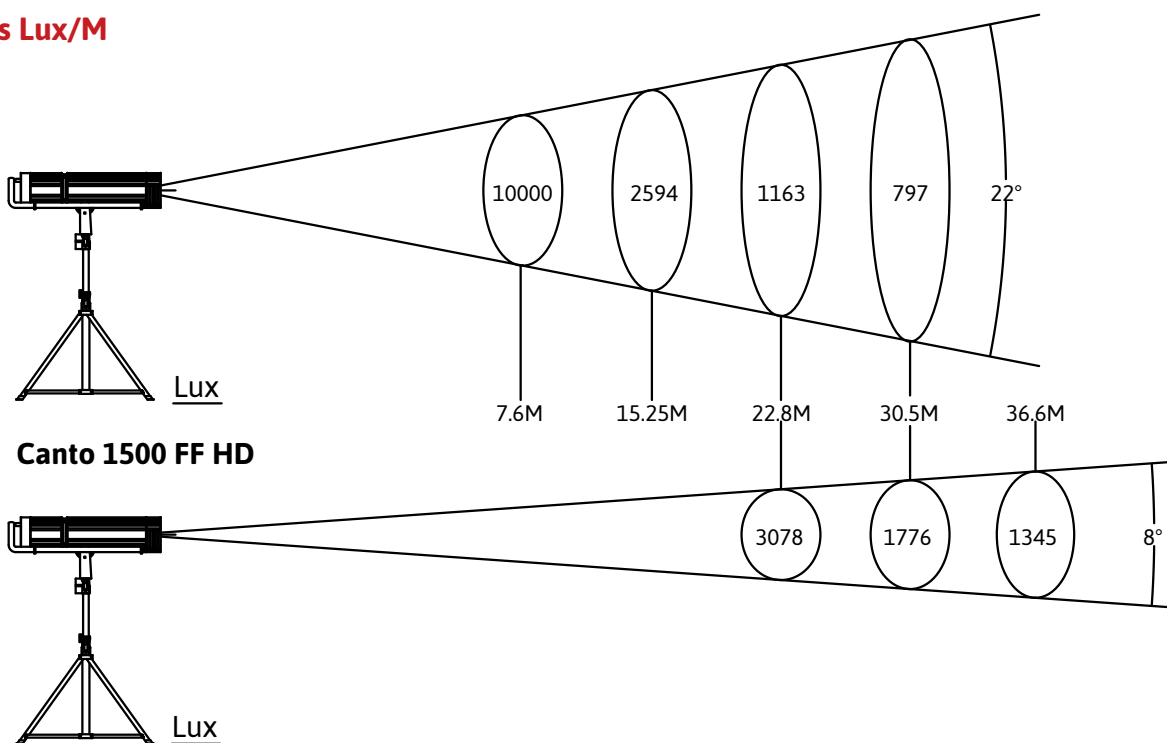 s Lux/M
10000 2594 1163 797 22°
Lux
7.6M 15.25M 22.8M 30.5M 36.6M
Canto 1500 FF HD
3078 1776 1345 8°
Lux